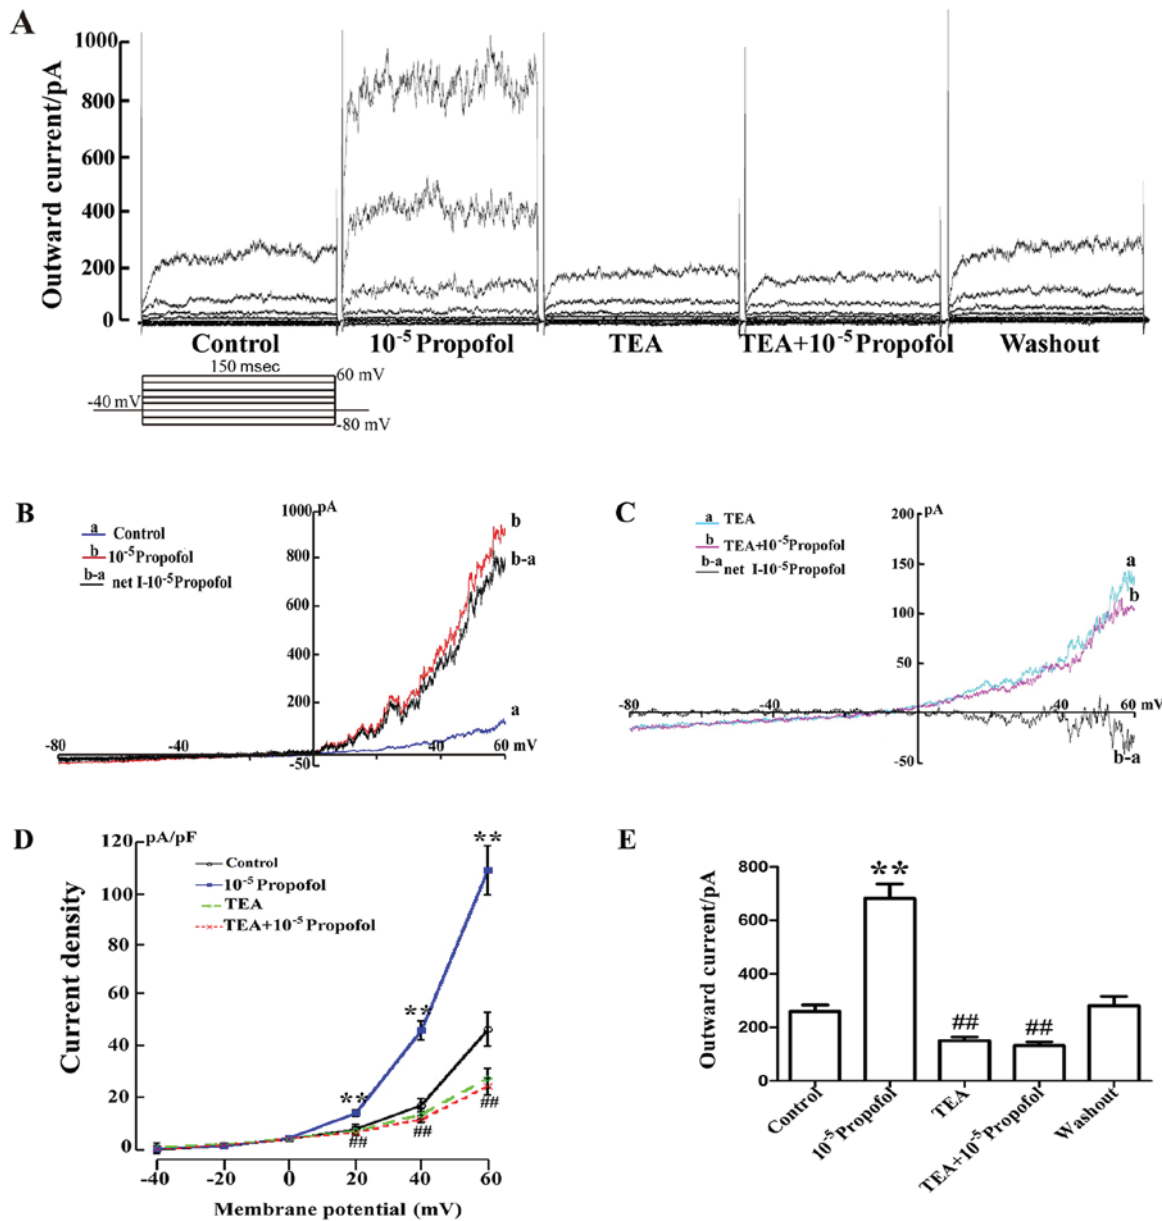 A
Outward current/pA
1000
800
600
400
200
0
Control
10-5 Propofol
TEA
TEA+10-5 Propofol
Washout
150 msec
60 mV
-40 mV
-80 mV
B
a Control
b 10-5Propofol
b-a net I-10-5Propofol
pA
1000
800
600
400
200
-50
-80
-40
40
60 mV
b
b-a
a
C
a TEA
b TEA+10-5Propofol
b-a net I-10-5Propofol
200
pA
150
100
50
0
-50
-80
-40
40
60 mV
a
b
b-a
D
Current density
pA/pF
120
100
80
60
40
20
0
Control
10-5 Propofol
TEA
TEA+10-5 Propofol
**
**
**
##
##
##
-40
-20
0
20
40
60
Membrane potential (mV)
E
Outward current/pA
800
600
400
200
0
**
##
##
Control
10-5 Propofol
TEA
TEA+10-5 Propofol
Washout